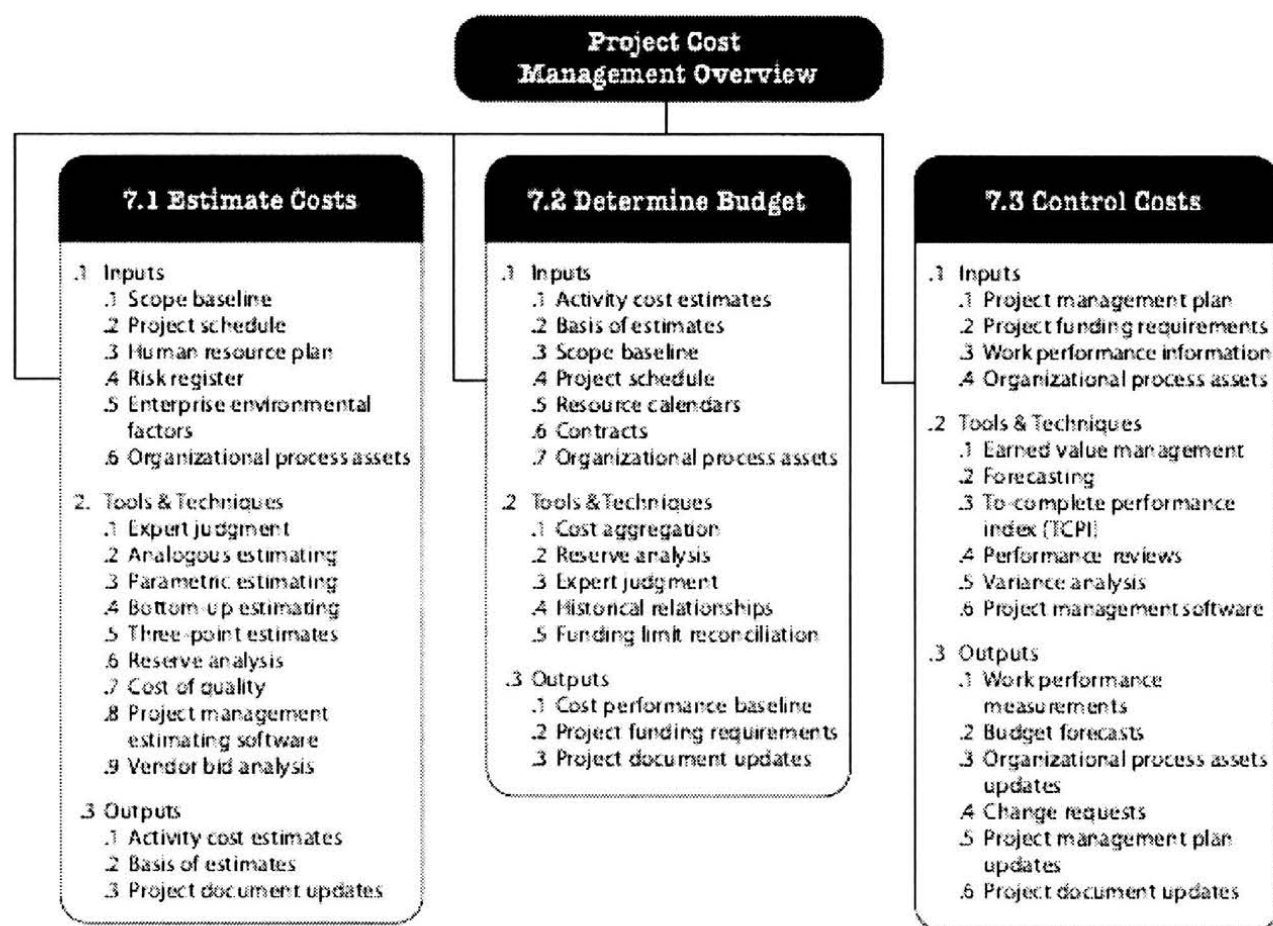 Project Cost
Management Overview
7.1 Estimate Costs
.1 Inputs
.1 Scope baseline
.2 Project schedule
.3 Human resource plan
.4 Risk register
.5 Enterprise environmental
factors
.6 Organizational process assets
2. Tools & Techniques
.1 Expert judgment
.2 Analogous estimating
.3 Parametric estimating
.4 Bottom-up estimating
.5 Three-point estimates
.6 Reserve analysis
.7 Cost of quality
.8 Project management
estimating software
.9 Vendor bid analysis
.3 Outputs
.1 Activity cost estimates
.2 Basis of estimates
.3 Project document updates
7.2 Determine Budget
.1 Inputs
.1 Activity cost estimates
.2 Basis of estimates
.3 Scope baseline
.4 Project schedule
.5 Resource calendars
.6 Contracts
.7 Organizational process assets
.2 Tools & Techniques
.1 Cost aggregation
.2 Reserve analysis
.3 Expert judgment
.4 Historical relationships
.5 Funding limit reconciliation
.3 Outputs
.1 Cost performance baseline
.2 Project funding requirements
.3 Project document updates
7.3 Control Costs
.1 Inputs
.1 Project management plan
.2 Project funding requirements
.3 Work performance information
.4 Organizational process assets
.2 Tools & Techniques
.1 Earned value management
.2 Forecasting
.3 To-complete performance
index (TCPI)
.4 Performance reviews
.5 Variance analysis
.6 Project management software
.3 Outputs
.1 Work performance
measurements
.2 Budget forecasts
.3 Organizational process assets
updates
.4 Change requests
.5 Project management plan
updates
.6 Project document updates